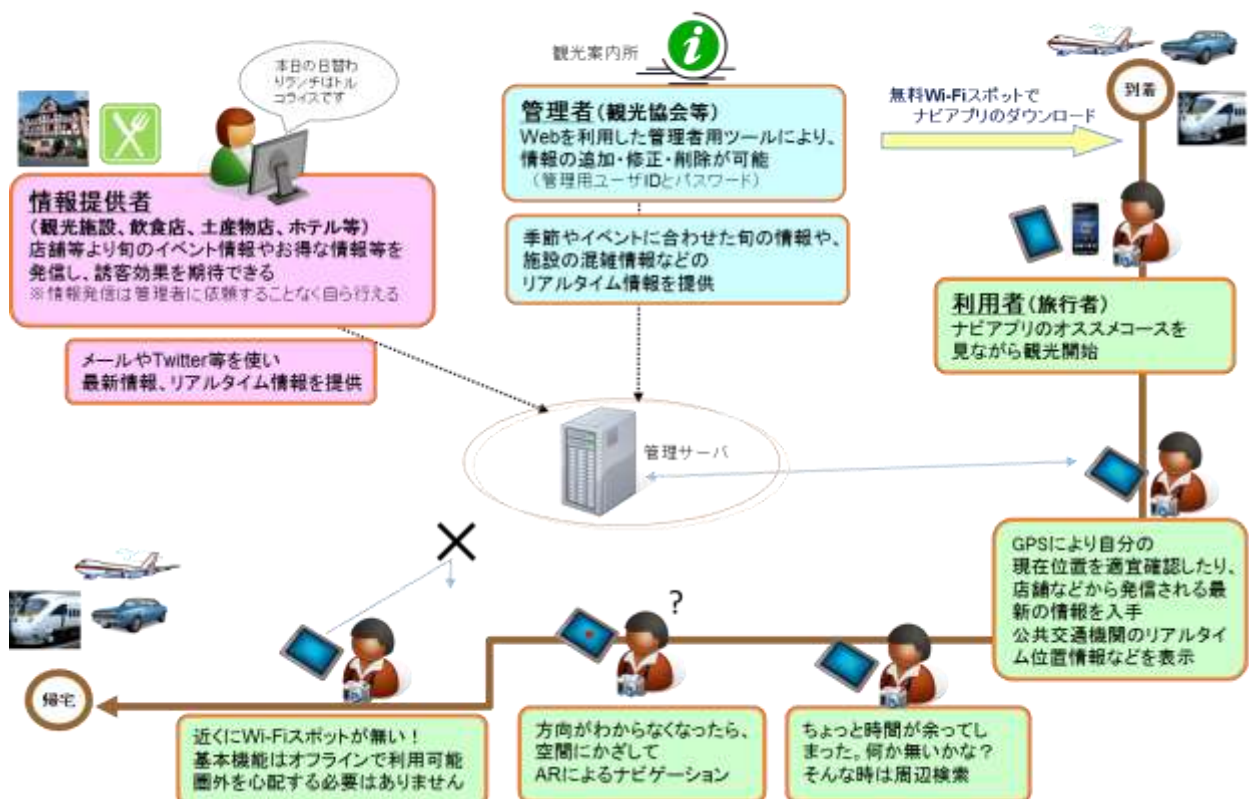 本日の日替わ
りランチはトル
コライスです
情報提供者
(観光施設、飲食店、土産物店、ホテル等)
店舗等より旬のイベント情報やお得な情報等を
発信し、誘客効果を期待できる
※情報発信は管理者に依頼することなく自ら行える
メールやTwitter等を使い
最新情報、リアルタイム情報を提供
観光案内所
i
管理者(観光協会等)
Webを利用した管理者用ツールにより、
情報の追加・修正・削除が可能
(管理用ユーザIDとパスワード)
季節やイベントに合わせた旬の情報や、
施設の混雑情報などの
リアルタイム情報を提供
管理サーバ
無料Wi-Fiスポットで
ナビアプリのダウンロード
到着
利用者(旅行者)
ナビアプリのオススメコースを
見ながら観光開始
GPSにより自分の
現在位置を適宜確認したり、
店舗などから発信される最
新の情報を入手
公共交通機関のリアルタイ
ム位置情報などを表示
ちょっと時間が余ってし
まった。何か無いかな?
そんな時は周辺検索
?
方向がわからなくなったら、
空間にかざして
ARによるナビゲーション
近くにWi-Fiスポットが無い!
基本機能はオフラインで利用可能
圏外を心配する必要はありません
帰宅